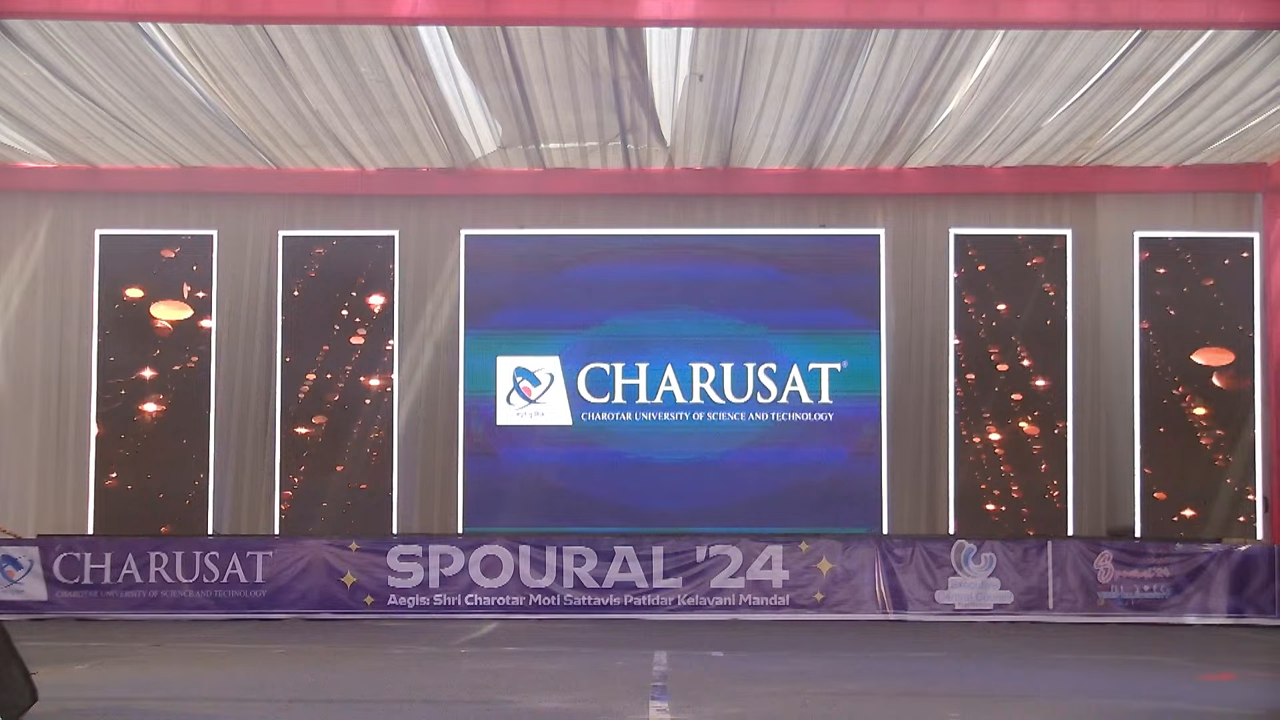 CHARUSAT®
CHAROTAR UNIVERSITY OF SCIENCE AND TECHNOLOGY
CHARUSAT
CHAROTAR UNIVERSITY OF SCIENCE AND TECHNOLOGY
SPOURAL '24
Aegis: Shri Charotar Moti Sattavis Patidar Kelavani Mandal